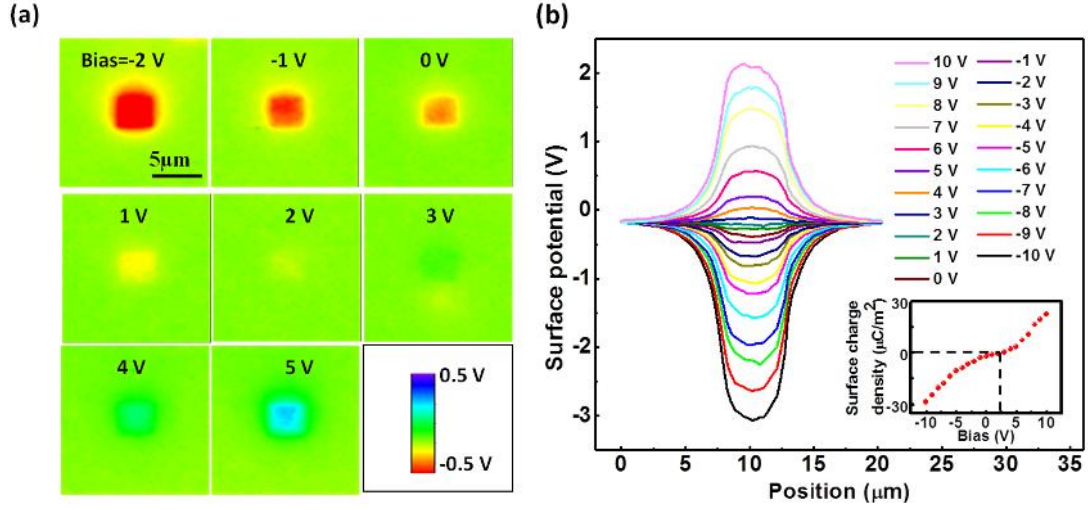 (a)
Bias=-2 V
-1 V
0 V
5μm
1 V
2 V
3 V
4 V
5 V
0.5 V
-0.5 V
(b)
Surface potential (V)
2
1
0
-1
-2
-3
0 5 10 15 20 25 30 35
Position (μm)
10 V
9 V
8 V
7 V
6 V
5 V
4 V
3 V
2 V
1 V
0 V
-1 V
-2 V
-3 V
-4 V
-5 V
-6 V
-7 V
-8 V
-9 V
-10 V
Surface charge
density (μC/m²)
30
0
-30
-10 -5 0 5 10
Bias (V)